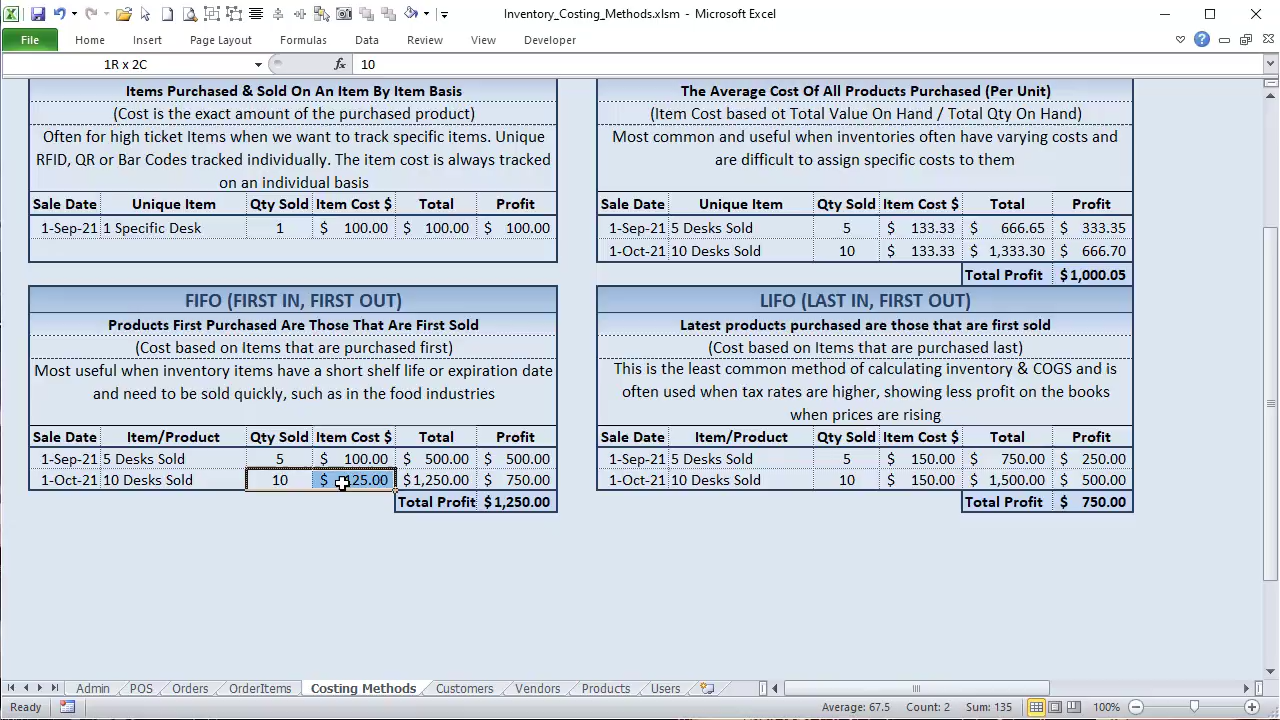 Inventory_Costing_Methods.xlsm - Microsoft Excel
File Home Insert Page Layout Formulas Data Review View Developer
1R x 2C fx 10
Items Purchased & Sold On An Item By Item Basis
(Cost is the exact amount of the purchased product)
Often for high ticket Items when we want to track specific items. Unique
RFID, QR or Bar Codes tracked individually. The item cost is always tracked
on an individual basis
Sale Date Unique Item Qty Sold Item Cost $ Total Profit
1-Sep-21 1 Specific Desk 1 $ 100.00 $ 100.00 $ 100.00
The Average Cost Of All Products Purchased (Per Unit)
(Item Cost based ot Total Value On Hand / Total Qty On Hand)
Most common and useful when inventories often have varying costs and
are difficult to assign specific costs to them
Sale Date Unique Item Qty Sold Item Cost $ Total Profit
1-Sep-21 5 Desks Sold 5 $ 133.33 $ 666.65 $ 333.35
1-Oct-21 10 Desks Sold 10 $ 133.33 $ 1,333.30 $ 666.70
Total Profit $1,000.05
FIFO (FIRST IN, FIRST OUT)
Products First Purchased Are Those That Are First Sold
(Cost based on Items that are purchased first)
Most useful when inventory items have a short shelf life or expiration date
and need to be sold quickly, such as in the food industries
Sale Date Item/Product Qty Sold Item Cost $ Total Profit
1-Sep-21 5 Desks Sold 5 $ 100.00 $ 500.00 $ 500.00
1-Oct-21 10 Desks Sold 10 $ 125.00 $1,250.00 $ 750.00
Total Profit $1,250.00
LIFO (LAST IN, FIRST OUT)
Latest products purchased are those that are first sold
(Cost based on Items that are purchased last)
This is the least common method of calculating inventory & COGS and is
often used when tax rates are higher, showing less profit on the books
when prices are rising
Sale Date Item/Product Qty Sold Item Cost $ Total Profit
1-Sep-21 5 Desks Sold 5 $ 150.00 $ 750.00 $ 250.00
1-Oct-21 10 Desks Sold 10 $ 150.00 $ 1,500.00 $ 500.00
Total Profit $ 750.00
Admin POS Orders OrderItems Costing Methods Customers Vendors Products Users
Ready Average: 67.5 Count: 2 Sum: 135 100%